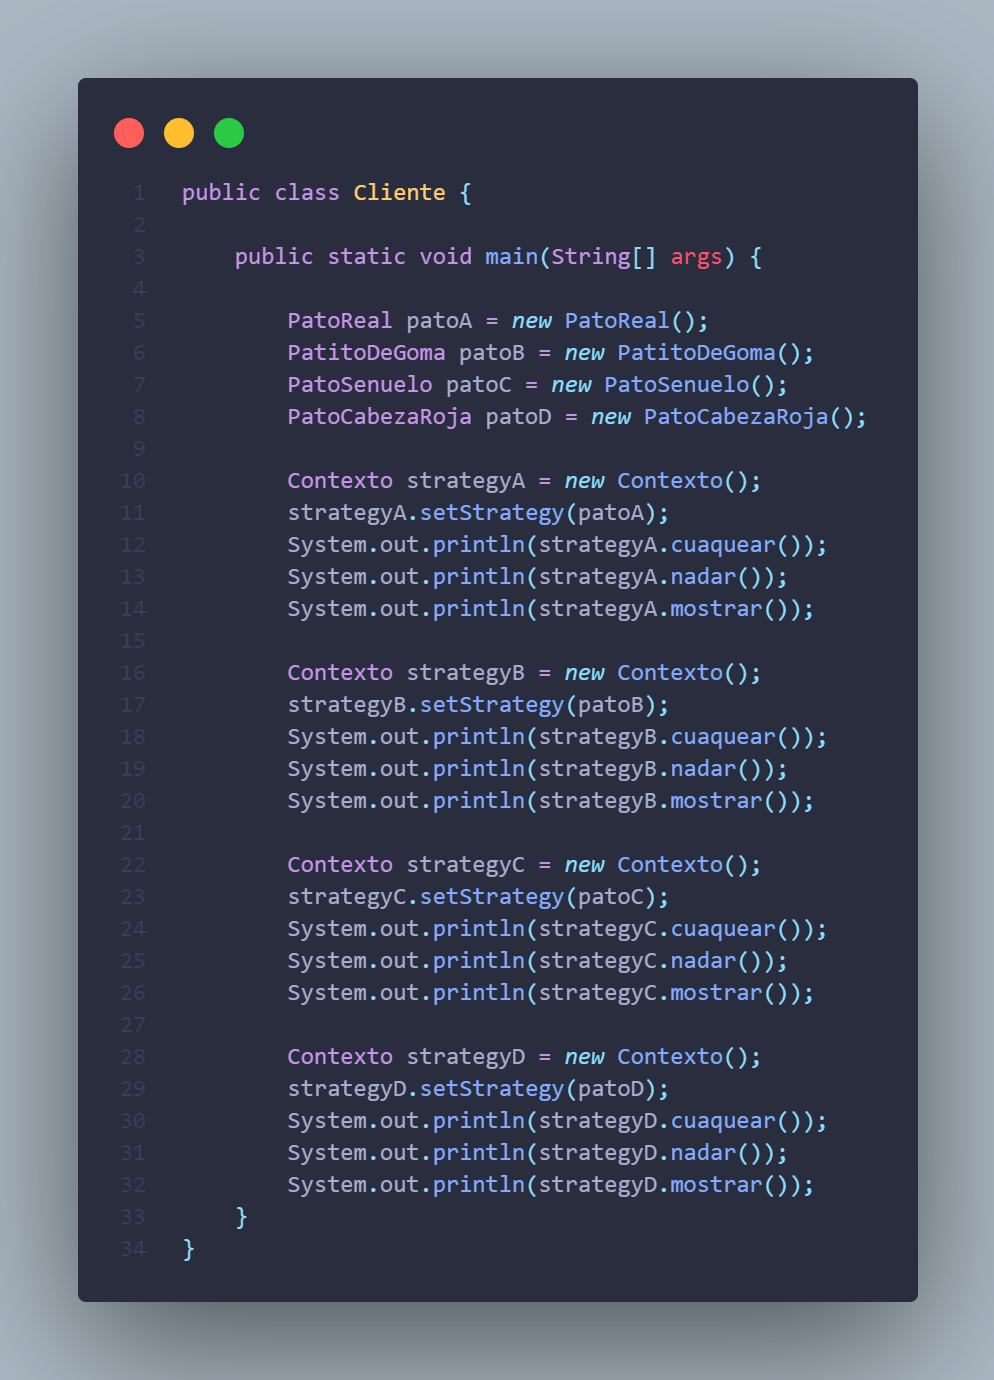 1 public class Cliente {
2
3     public static void main(String[] args) {
4
5         PatoReal patoA = new PatoReal();
6         PatitoDeGoma patoB = new PatitoDeGoma();
7         PatoSenuelo patoC = new PatoSenuelo();
8         PatoCabezaRoja patoD = new PatoCabezaRoja();
9
10         Contexto strategyA = new Contexto();
11         strategyA.setStrategy(patoA);
12         System.out.println(strategyA.cuaquear());
13         System.out.println(strategyA.nadar());
14         System.out.println(strategyA.mostrar());
15
16         Contexto strategyB = new Contexto();
17         strategyB.setStrategy(patoB);
18         System.out.println(strategyB.cuaquear());
19         System.out.println(strategyB.nadar());
20         System.out.println(strategyB.mostrar());
21
22         Contexto strategyC = new Contexto();
23         strategyC.setStrategy(patoC);
24         System.out.println(strategyC.cuaquear());
25         System.out.println(strategyC.nadar());
26         System.out.println(strategyC.mostrar());
27
28         Contexto strategyD = new Contexto();
29         strategyD.setStrategy(patoD);
30         System.out.println(strategyD.cuaquear());
31         System.out.println(strategyD.nadar());
32         System.out.println(strategyD.mostrar());
33     }
34 }